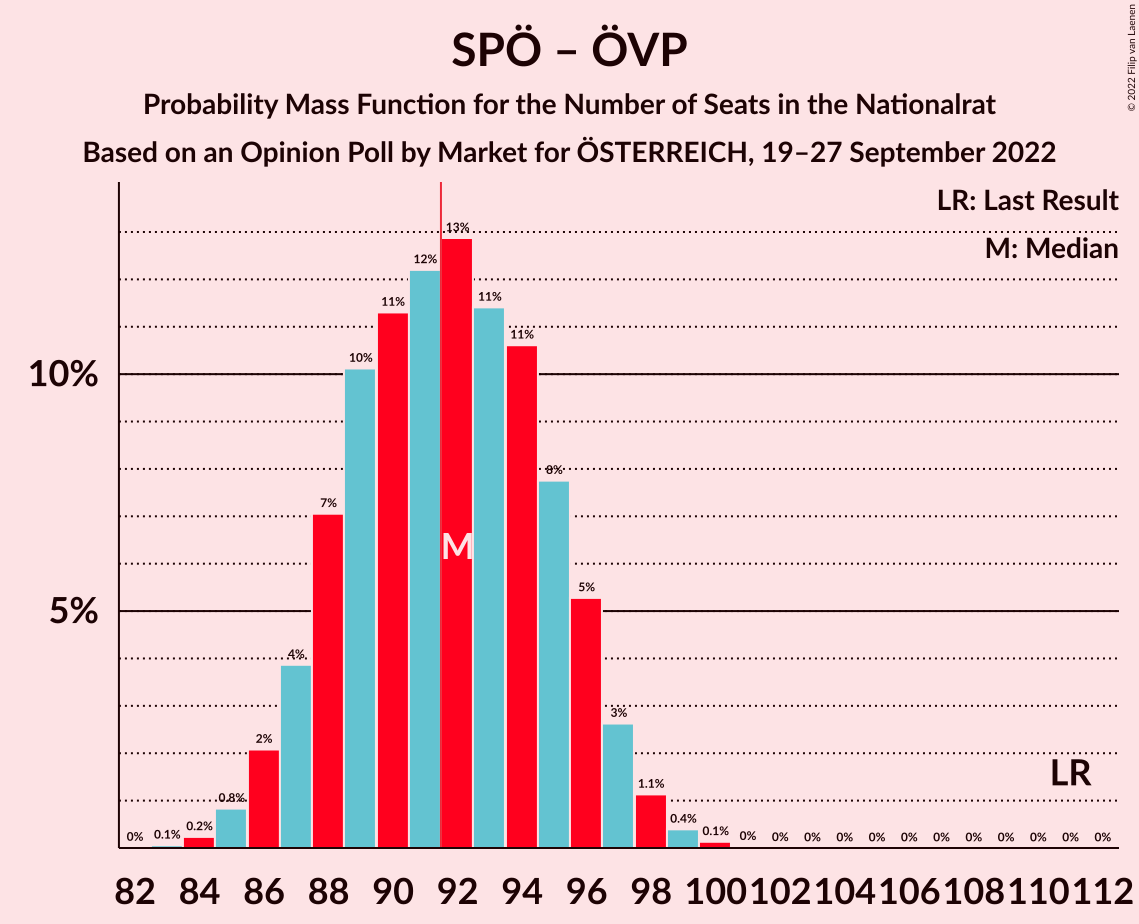 SPÖ – ÖVP
Probability Mass Function for the Number of Seats in the Nationalrat
Based on an Opinion Poll by Market for ÖSTERREICH, 19–27 September 2022
© 2022 Filip van Laenen
LR: Last Result
M: Median
10%
5%
0% 0.1% 0.2% 0.8% 2% 4% 7% 10% 11% 12% 13% 11% 11% 8% 5% 3% 1.1% 0.4% 0.1% 0% 0% 0% 0% 0% 0% 0% 0% 0% 0% 0% 0%
M
LR
82 84 86 88 90 92 94 96 98 100 102 104 106 108 110 112